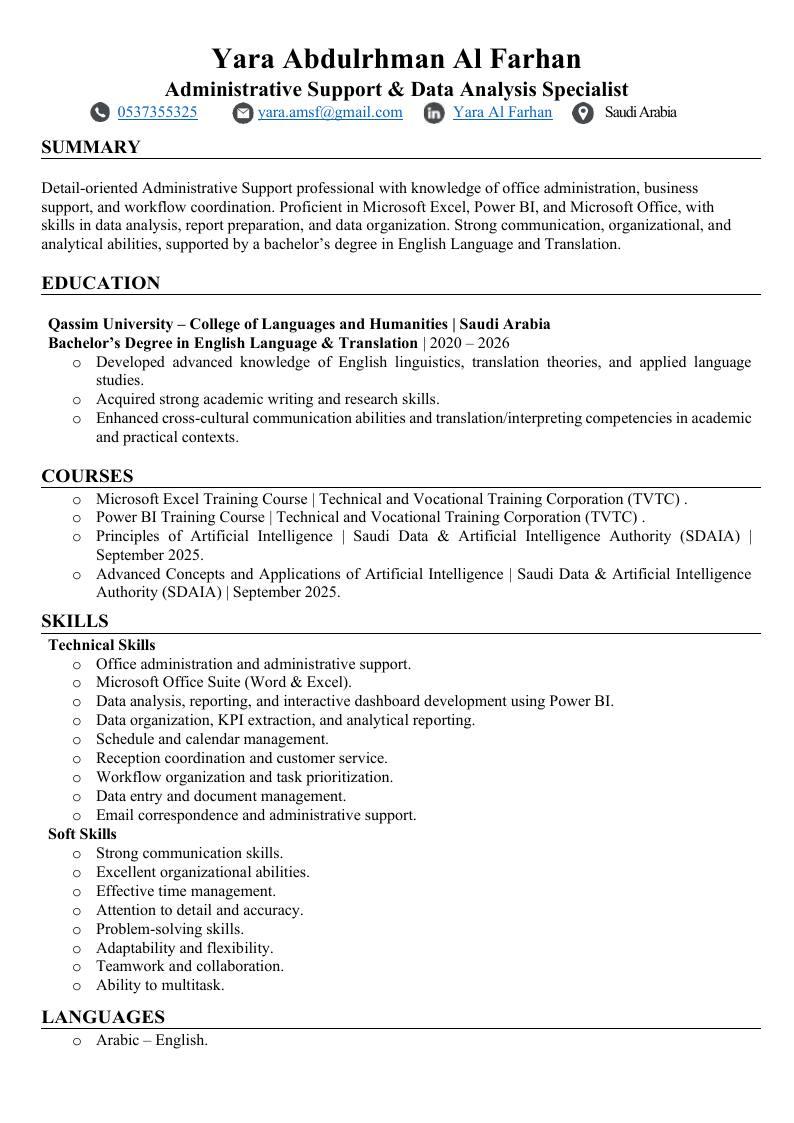 Yara Abdulrhman Al Farhan
Administrative Support & Data Analysis Specialist
0537355325 yara.amsf@gmail.com in Yara Al Farhan Saudi Arabia
SUMMARY
Detail-oriented Administrative Support professional with knowledge of office administration, business
support, and workflow coordination. Proficient in Microsoft Excel, Power BI, and Microsoft Office, with
skills in data analysis, report preparation, and data organization. Strong communication, organizational, and
analytical abilities, supported by a bachelor’s degree in English Language and Translation.
EDUCATION
Qassim University – College of Languages and Humanities | Saudi Arabia
Bachelor’s Degree in English Language & Translation | 2020 – 2026
o Developed advanced knowledge of English linguistics, translation theories, and applied language
studies.
o Acquired strong academic writing and research skills.
o Enhanced cross-cultural communication abilities and translation/interpreting competencies in academic
and practical contexts.
COURSES
o Microsoft Excel Training Course | Technical and Vocational Training Corporation (TVTC) .
o Power BI Training Course | Technical and Vocational Training Corporation (TVTC) .
o Principles of Artificial Intelligence | Saudi Data & Artificial Intelligence Authority (SDAIA) |
September 2025.
o Advanced Concepts and Applications of Artificial Intelligence | Saudi Data & Artificial Intelligence
Authority (SDAIA) | September 2025.
SKILLS
Technical Skills
o Office administration and administrative support.
o Microsoft Office Suite (Word & Excel).
o Data analysis, reporting, and interactive dashboard development using Power BI.
o Data organization, KPI extraction, and analytical reporting.
o Schedule and calendar management.
o Reception coordination and customer service.
o Workflow organization and task prioritization.
o Data entry and document management.
o Email correspondence and administrative support.
Soft Skills
o Strong communication skills.
o Excellent organizational abilities.
o Effective time management.
o Attention to detail and accuracy.
o Problem-solving skills.
o Adaptability and flexibility.
o Teamwork and collaboration.
o Ability to multitask.
LANGUAGES
o Arabic – English.